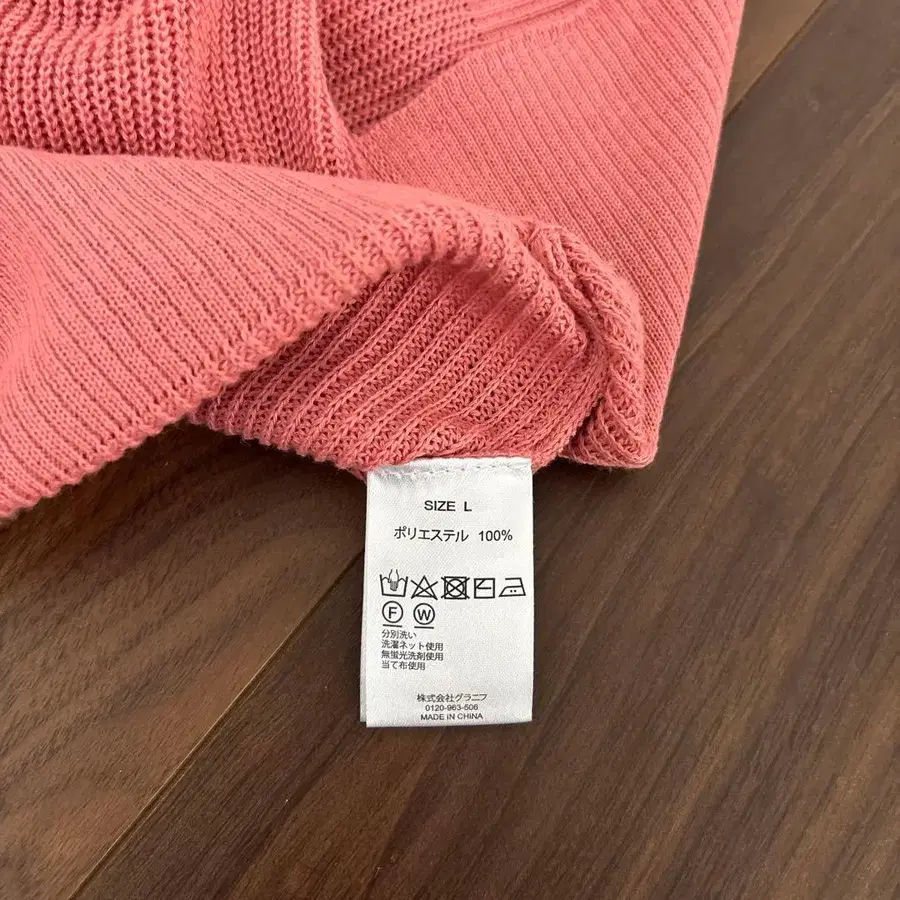 SIZE L
ポリエステル 100%
F W
分別洗い
洗濯ネット使用
無蛍光洗剤使用
当て布使用
株式会社グラニフ
0120-963-506
MADE IN CHINA